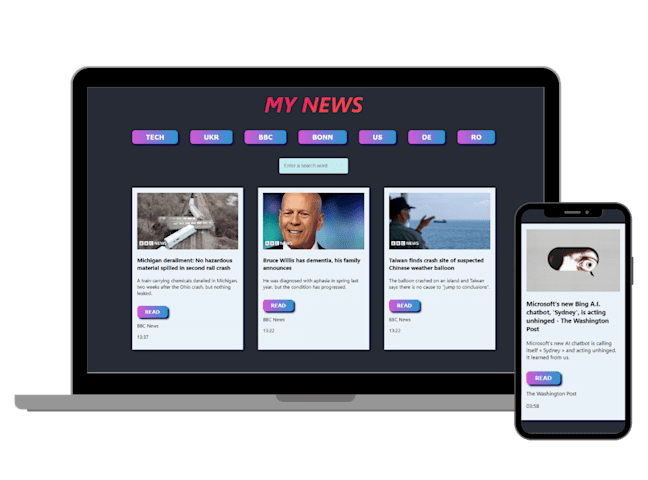 MY NEWS
TECH
UKR
BBC
BONN
US
DE
RO
Enter a search word
BBC NEWS
Michigan derailment: No hazardous
material spilled in second rail crash
A train carrying chemicals derailed in Michigan,
two weeks after the Ohio crash, but nothing
leaked.
READ
BBC News
13:37
BBC NEWS
Bruce Willis has dementia, his family
announces
He was diagnosed with aphasia in spring last
year, but the condition has progressed.
READ
BBC News
13:22
BBC NEWS
Taiwan finds crash site of suspected
Chinese weather balloon
The balloon crashed on an island and Taiwan
says there is no cause to "jump to conclusions".
READ
BBC News
13:22
Microsoft's new Bing A.I.
chatbot, 'Sydney', is acting
unhinged - The Washington
Post
Microsoft's new AI chatbot is calling
itself « Sydney » and acting unhinged.
It learned from us.
READ
The Washington Post
03:58